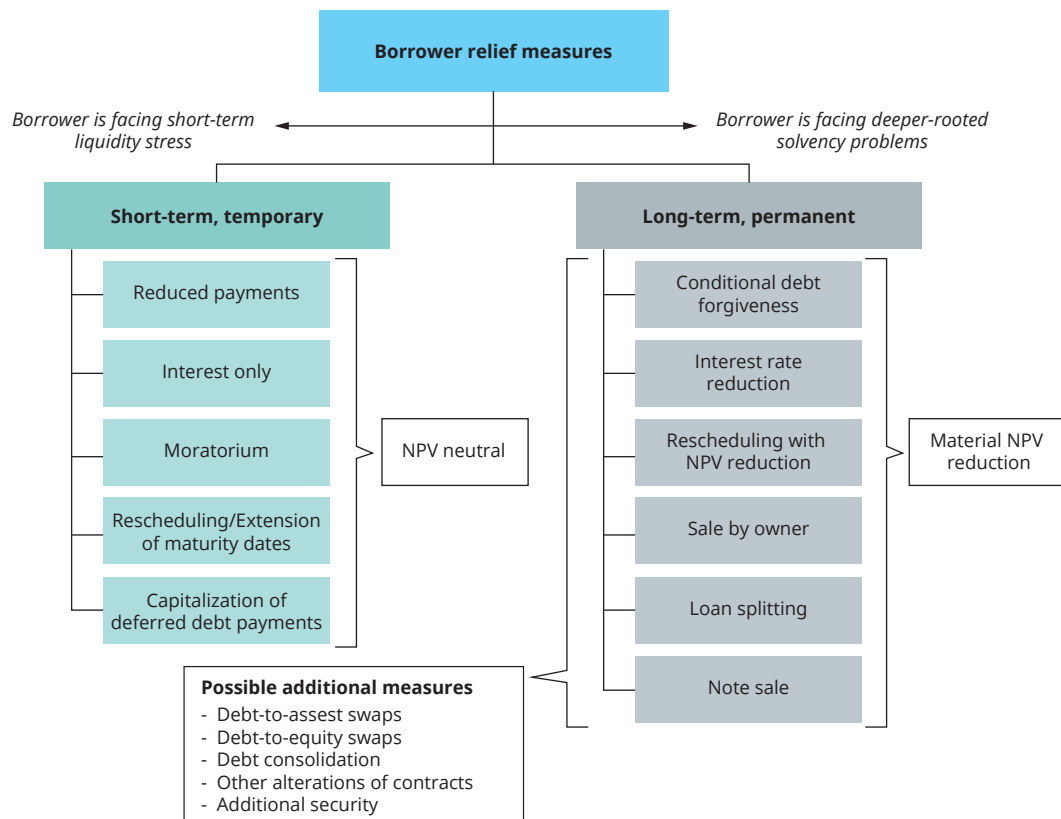 Borrower relief measures
Borrower is facing short-term
liquidity stress
Borrower is facing deeper-rooted
solvency problems
Short-term, temporary
Reduced payments
Interest only
Moratorium
Rescheduling/Extension
of maturity dates
Capitalization of
deferred debt payments
NPV neutral
Long-term, permanent
Conditional debt
forgiveness
Interest rate
reduction
Rescheduling with
NPV reduction
Sale by owner
Loan splitting
Note sale
Material NPV
reduction
Possible additional measures
- Debt-to-assest swaps
- Debt-to-equity swaps
- Debt consolidation
- Other alterations of contracts
- Additional security